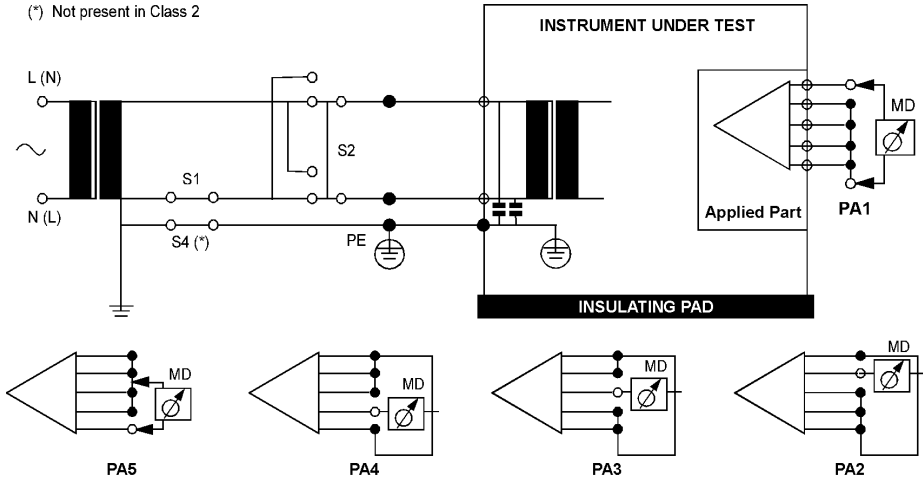 (*) Not present in Class 2
INSTRUMENT UNDER TEST
L (N)
MD
S2
S1
N (L)
Applied Part
PA1
S4 (*)
PE
INSULATING PAD
MD
MD
MD
MD
PA5
PA4
PA3
PA2